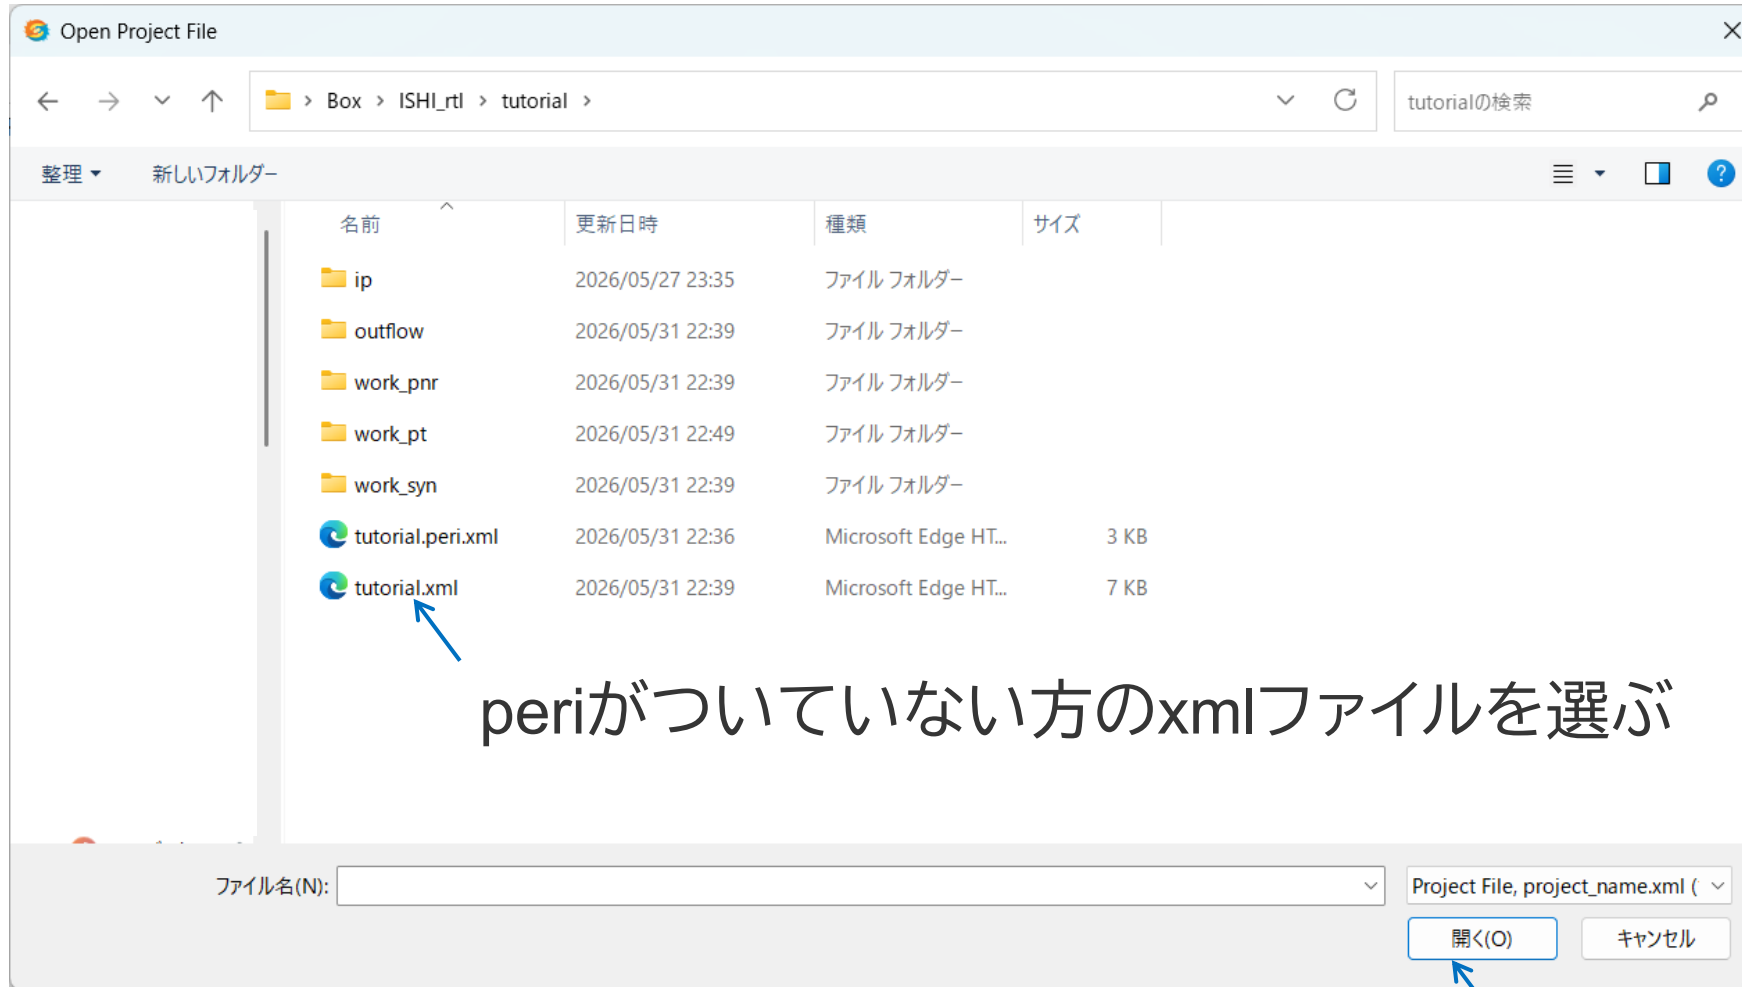 Open Project File
Box > ISHI_rtl > tutorial >
tutorialの検索
整理
新しいフォルダー
名前 更新日時 種類 サイズ
ip 2026/05/27 23:35 ファイル フォルダー
outflow 2026/05/31 22:39 ファイル フォルダー
work_pnr 2026/05/31 22:39 ファイル フォルダー
work_pt 2026/05/31 22:49 ファイル フォルダー
work_syn 2026/05/31 22:39 ファイル フォルダー
tutorial.peri.xml 2026/05/31 22:36 Microsoft Edge HT... 3 KB
tutorial.xml 2026/05/31 22:39 Microsoft Edge HT... 7 KB
periがついていない方のxmlファイルを選ぶ
ファイル名(N):
Project File, project_name.xml (
開く(O)
キャンセル